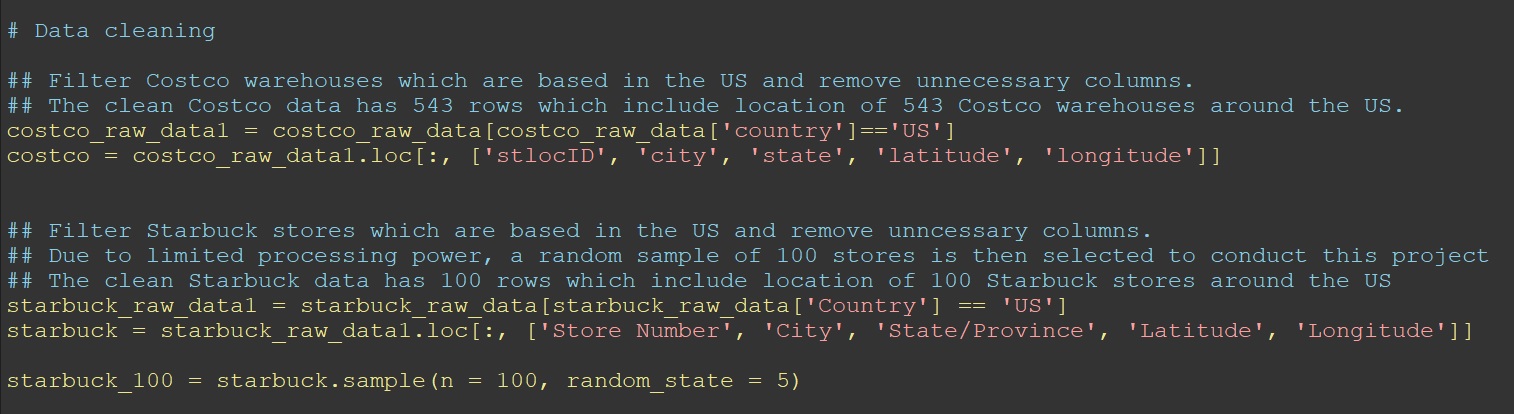 # Data cleaning
## Filter Costco warehouses which are based in the US and remove unnecessary columns.
## The clean Costco data has 543 rows which include location of 543 Costco warehouses around the US.
costco_raw_data1 = costco_raw_data[costco_raw_data['country']=='US']
costco = costco_raw_data1.loc[:, ['stlocID', 'city', 'state', 'latitude', 'longitude']]
## Filter Starbuck stores which are based in the US and remove unncessary columns.
## Due to limited processing power, a random sample of 100 stores is then selected to conduct this project
## The clean Starbuck data has 100 rows which include location of 100 Starbuck stores around the US
starbuck_raw_data1 = starbuck_raw_data[starbuck_raw_data['Country'] == 'US']
starbuck = starbuck_raw_data1.loc[:, ['Store Number', 'City', 'State/Province', 'Latitude', 'Longitude']]
starbuck_100 = starbuck.sample(n = 100, random_state = 5)